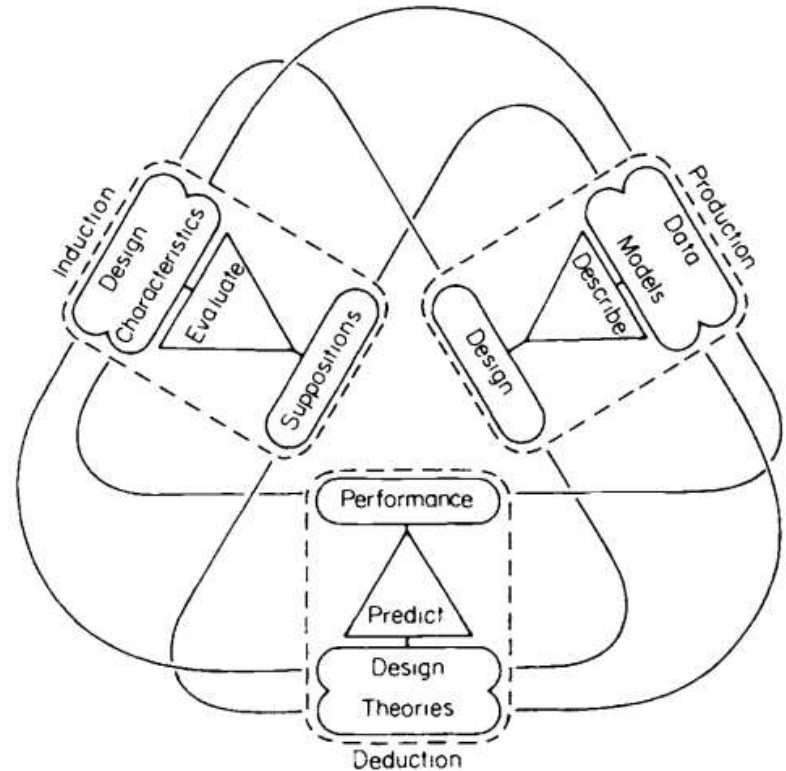 Induction
Design
Characteristics
Evaluate
Suppositions
Production
Data
Models
Describe
Design
Performance
Predict
Design
Theories
Deduction